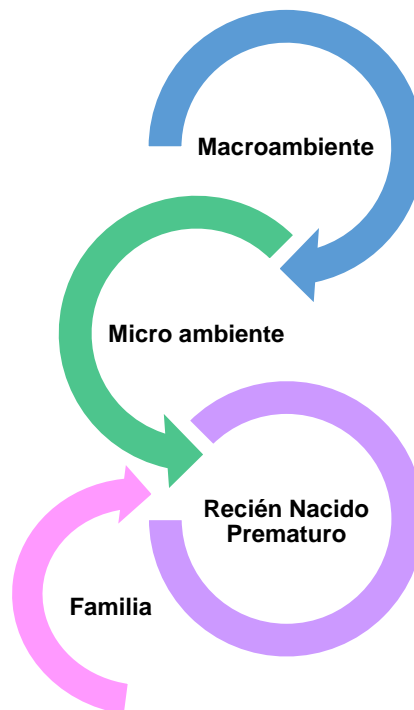 Macroambiente
Micro ambiente
Recién Nacido
Prematuro
Familia